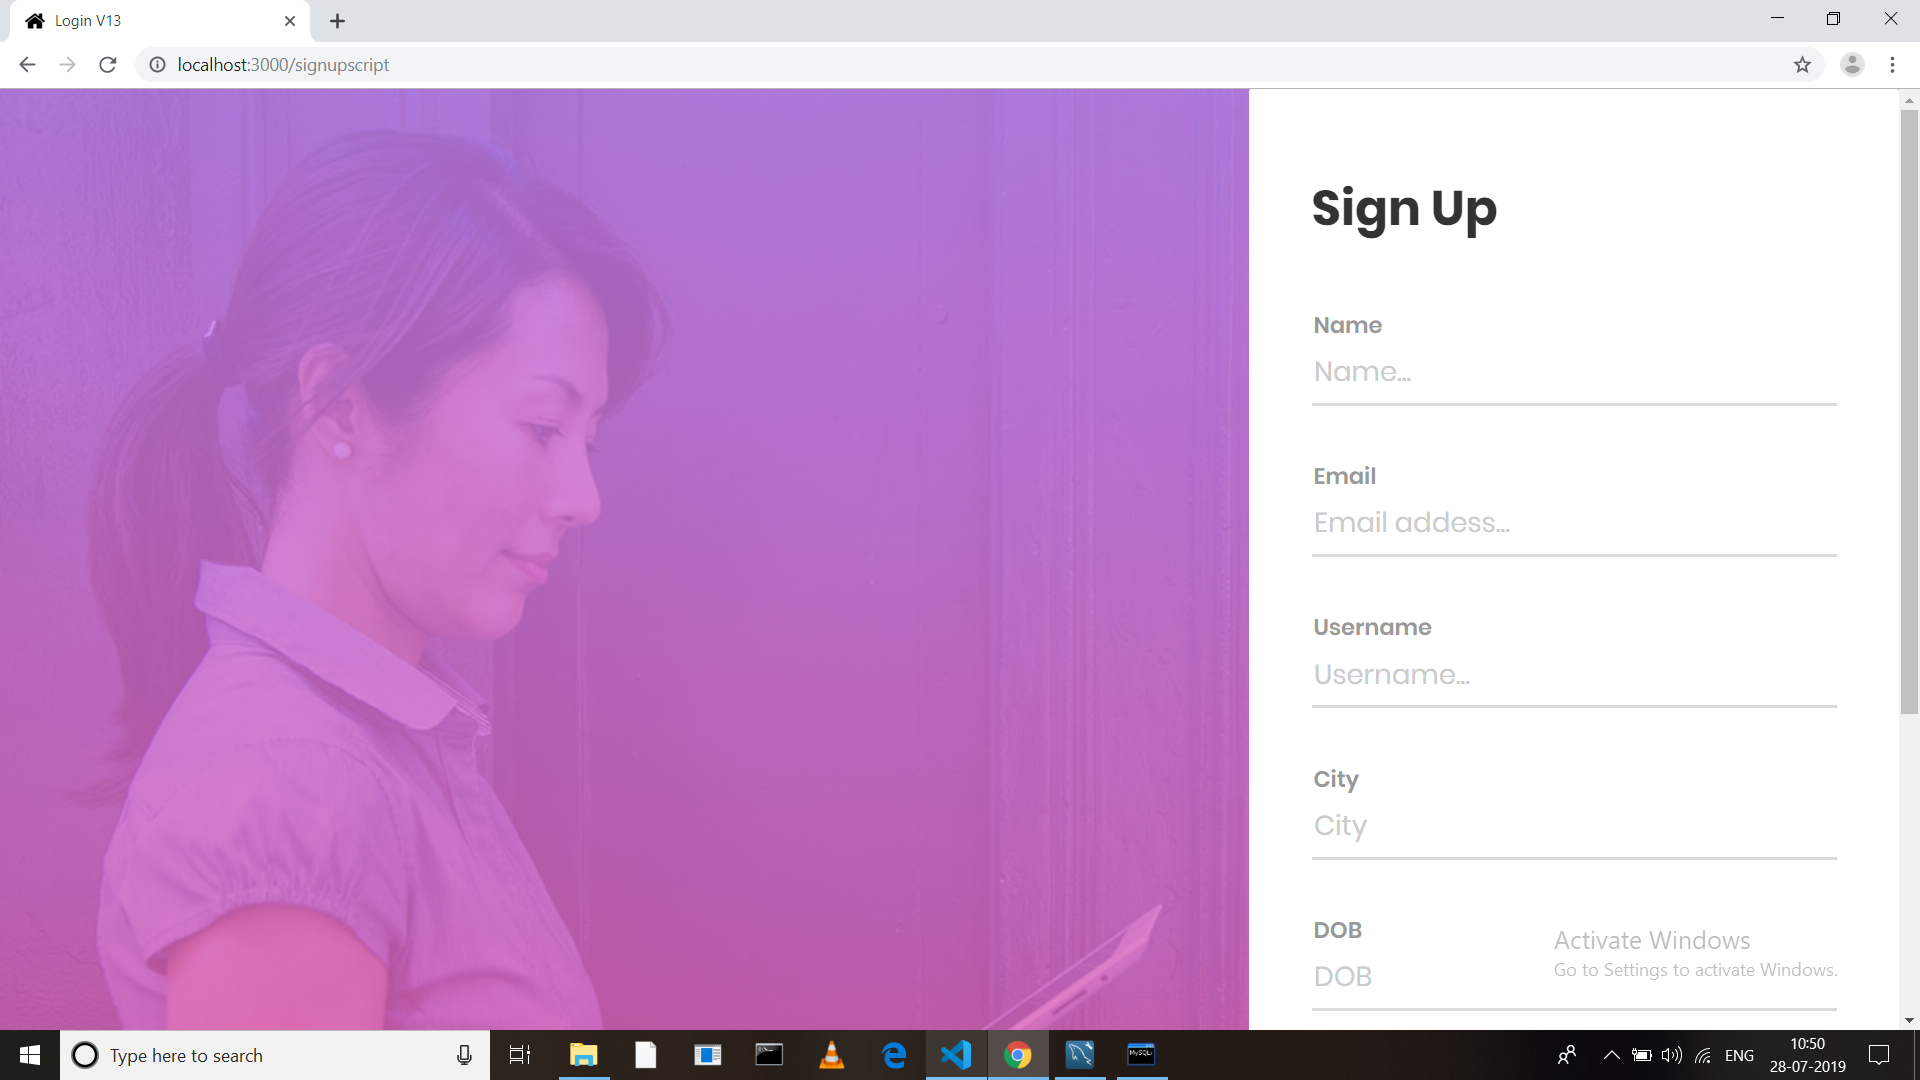 Login V13
localhost:3000/signupscript
Sign Up
Name
Name...
Email
Email addess...
Username
Username...
City
City
DOB
DOB
Activate Windows
Go to Settings to activate Windows.
Type here to search
MySQL
ENG
10:50
28-07-2019